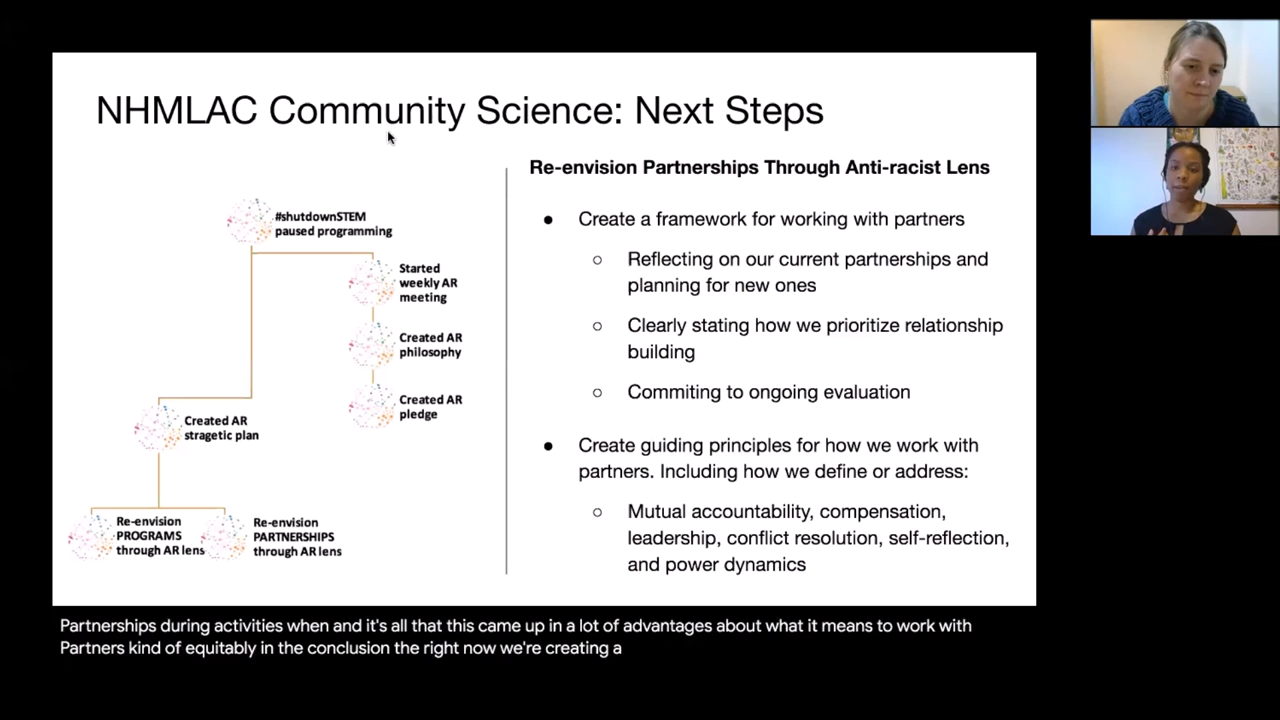 NHMLAC Community Science: Next Steps
#shutdownSTEM
paused programming
Started
weekly AR
meeting
Created AR
philosophy
Created AR
pledge
Created AR
stragetic plan
Re-envision
PROGRAMS
through AR lens
Re-envision
PARTNERSHIPS
through AR lens
Re-envision Partnerships Through Anti-racist Lens
● Create a framework for working with partners
○ Reflecting on our current partnerships and
planning for new ones
○ Clearly stating how we prioritize relationship
building
○ Commiting to ongoing evaluation
● Create guiding principles for how we work with
partners. Including how we define or address:
○ Mutual accountability, compensation,
leadership, conflict resolution, self-reflection,
and power dynamics
Partnerships during activities when and it's all that this came up in a lot of advantages about what it means to work with
Partners kind of equitably in the conclusion the right now we're creating a